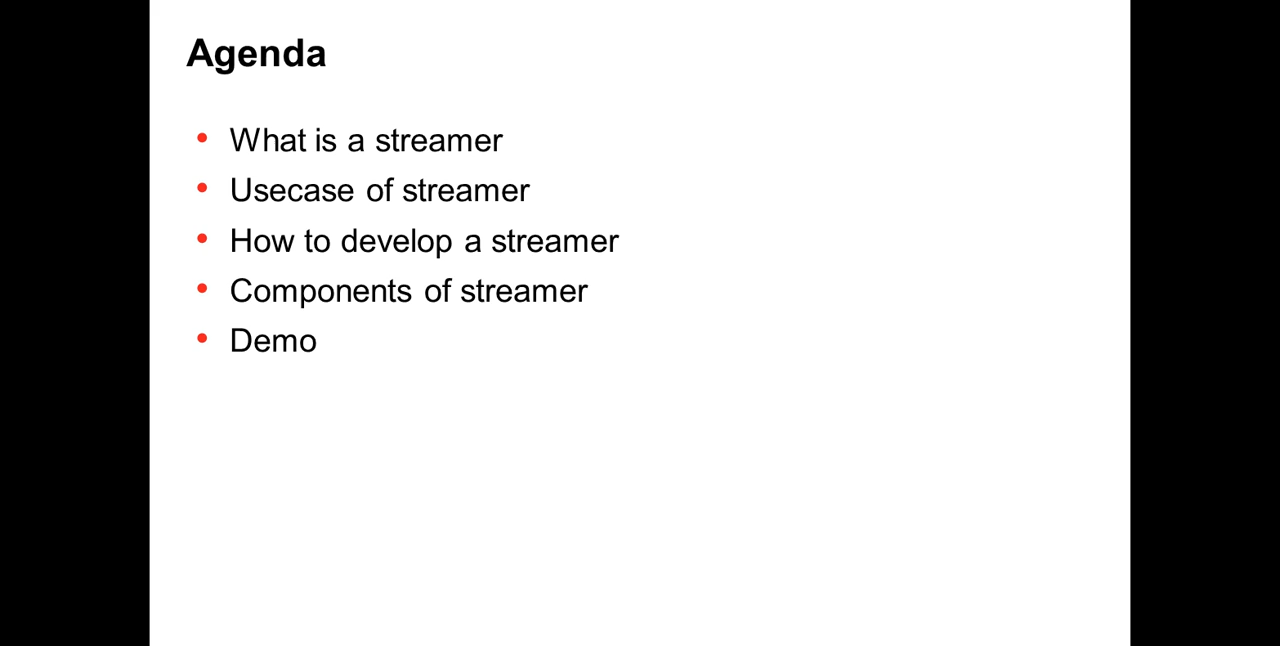 Agenda
• What is a streamer
• Usecase of streamer
• How to develop a streamer
• Components of streamer
• Demo